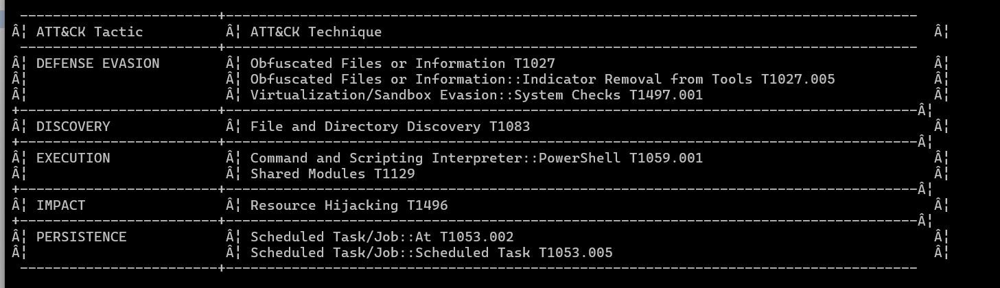 ------------------------+------------------------------------------------------------------------------------
Â¦ ATT&CK Tactic Â¦ ATT&CK Technique Â¦
------------------------+------------------------------------------------------------------------------------
Â¦ DEFENSE EVASION Â¦ Obfuscated Files or Information T1027 Â¦
Â¦ Â¦ Obfuscated Files or Information::Indicator Removal from Tools T1027.005 Â¦
Â¦ Â¦ Virtualization/Sandbox Evasion::System Checks T1497.001 Â¦
+------------------------+------------------------------------------------------------------------------------Â¦
Â¦ DISCOVERY Â¦ File and Directory Discovery T1083 Â¦
+------------------------+------------------------------------------------------------------------------------Â¦
Â¦ EXECUTION Â¦ Command and Scripting Interpreter::PowerShell T1059.001 Â¦
Â¦ Â¦ Shared Modules T1129 Â¦
+------------------------+------------------------------------------------------------------------------------Â¦
Â¦ IMPACT Â¦ Resource Hijacking T1496 Â¦
+------------------------+------------------------------------------------------------------------------------Â¦
Â¦ PERSISTENCE Â¦ Scheduled Task/Job::At T1053.002 Â¦
Â¦ Â¦ Scheduled Task/Job::Scheduled Task T1053.005 Â¦
------------------------+------------------------------------------------------------------------------------